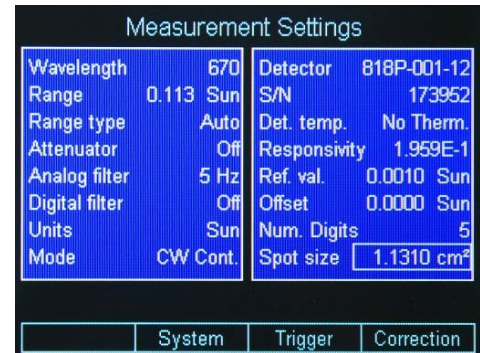 Measurement Settings
Wavelength 670
Range 0.113 Sun
Range type Auto
Attenuator Off
Analog filter 5 Hz
Digital filter Off
Units Sun
Mode CW Cont.
Detector 818P-001-12
S/N 173952
Det. temp. No Therm.
Responsivity 1.959E-1
Ref. val. 0.0010 Sun
Offset 0.0000 Sun
Num. Digits 5
Spot size 1.1310 cm²
System Trigger Correction